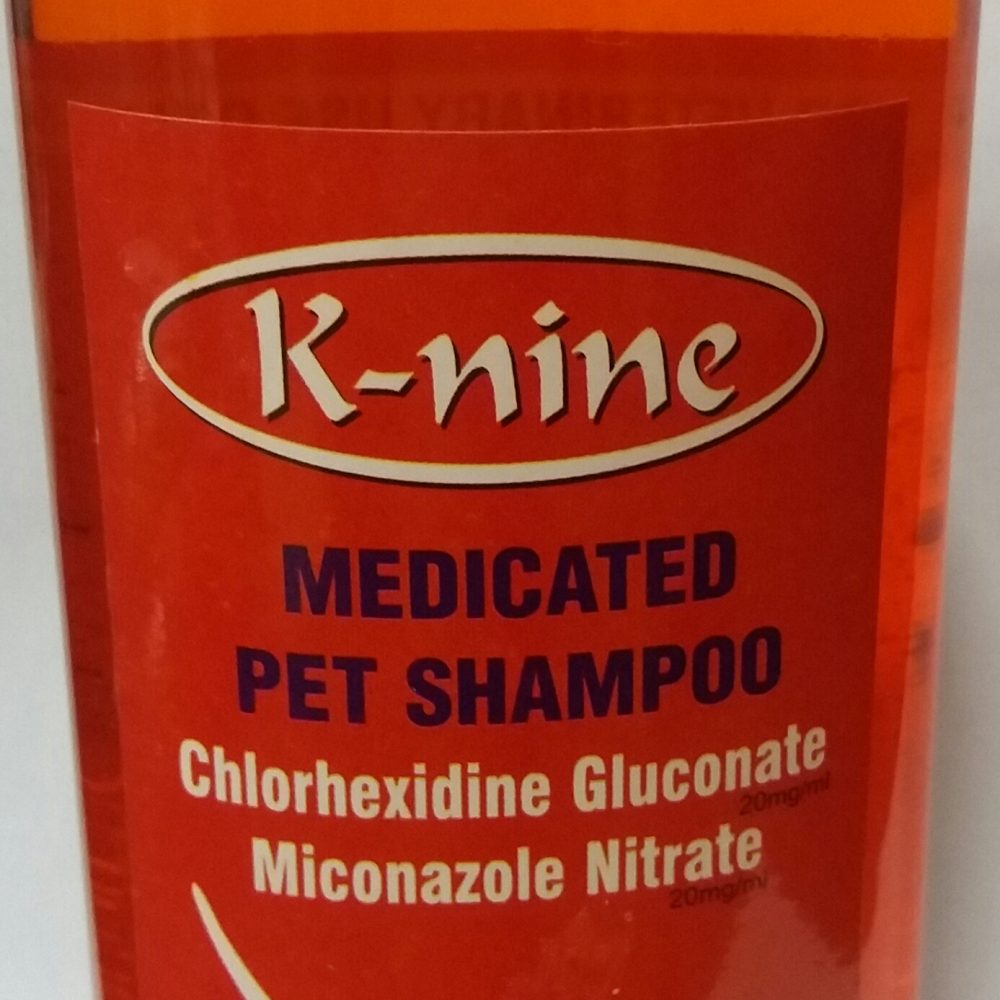 K-nine
MEDICATED
PET SHAMPOO
Chlorhexidine Gluconate
20mg/ml
Miconazole Nitrate
20mg/ml